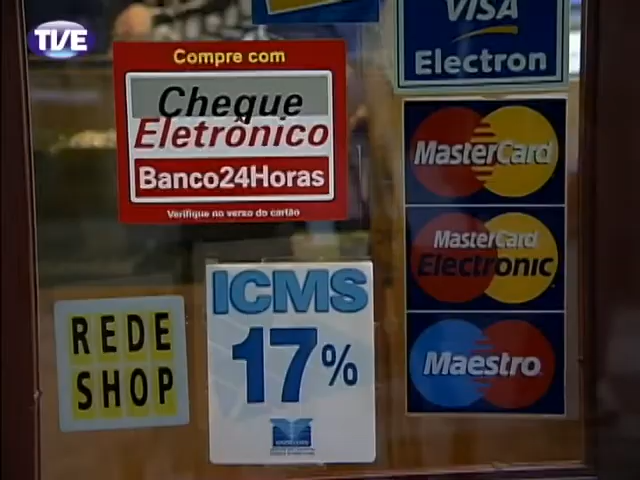 TVE
Compre com
Cheque
Eletrônico
Banco24Horas
Verifique no verso do cartão
VISA
Electron
MasterCard
MasterCard
Electronic
Maestro
ICMS
17%
REDE
SHOP